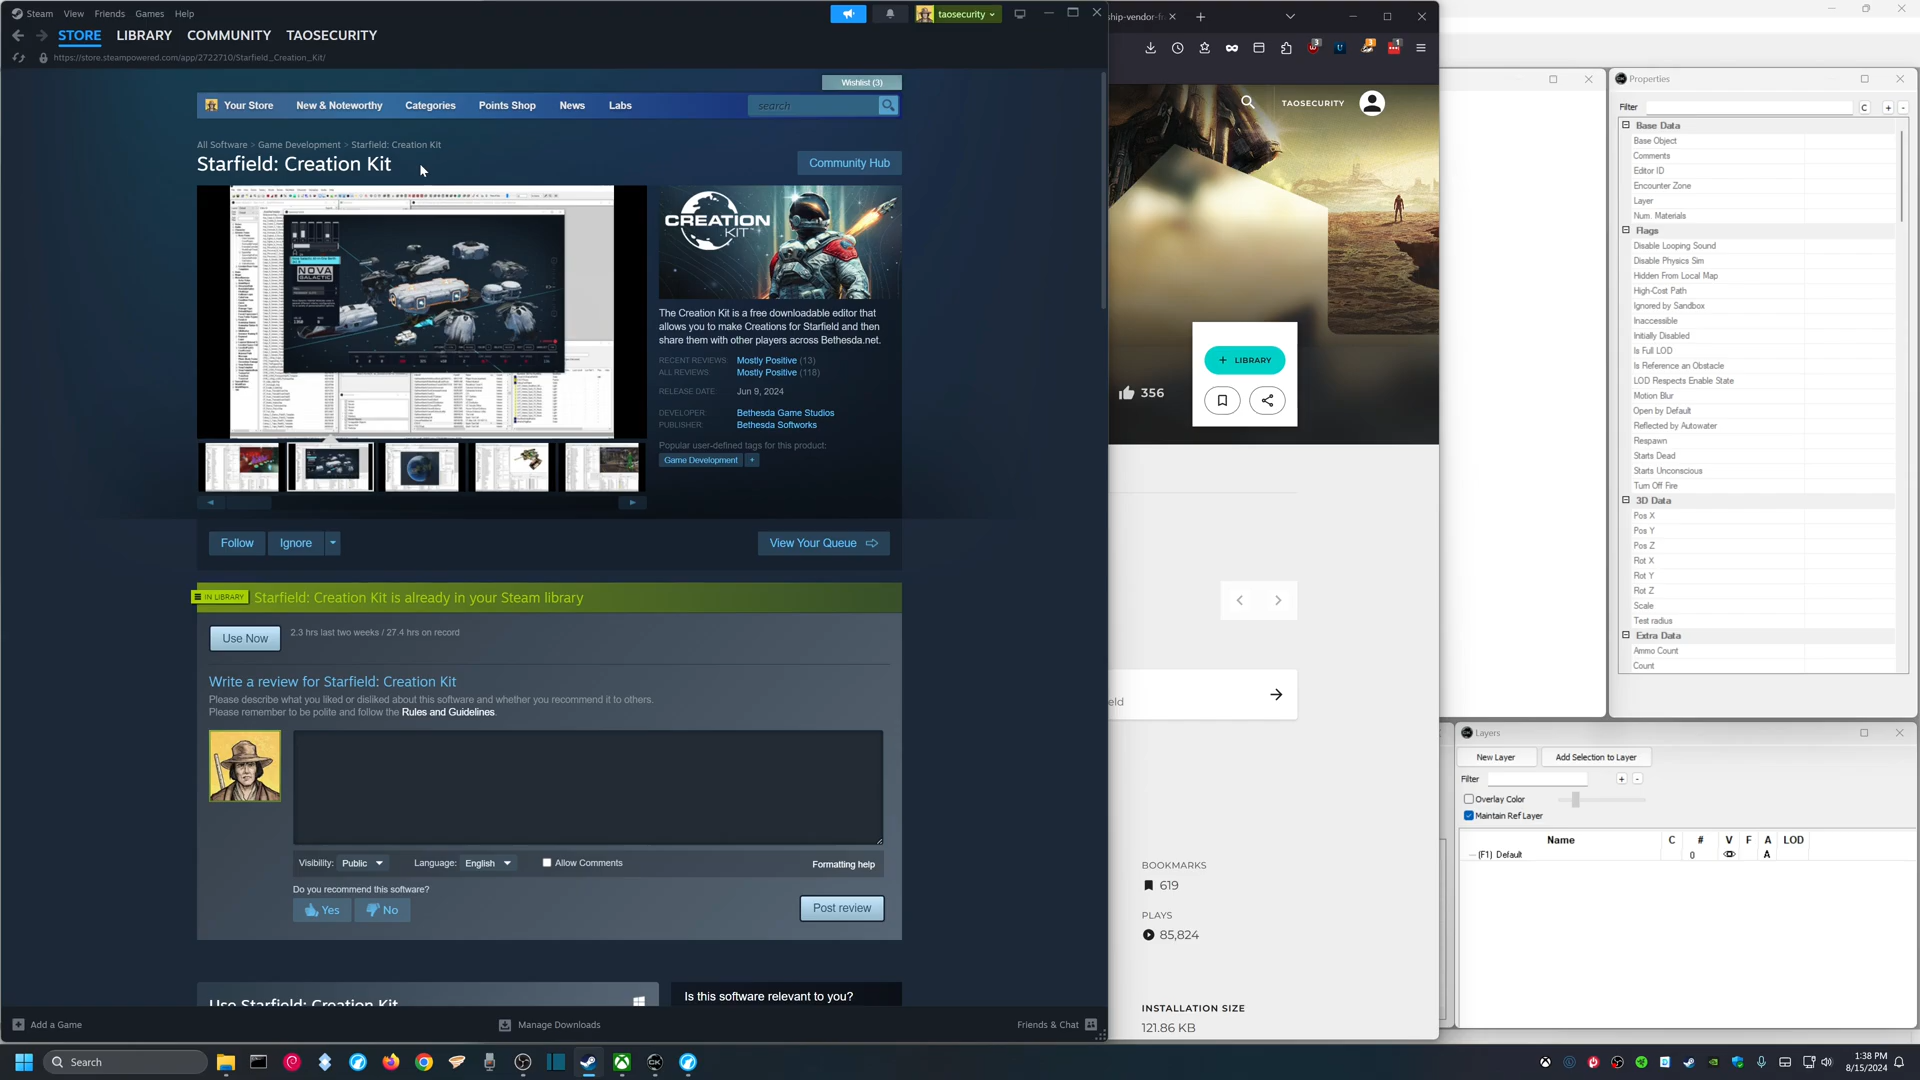 Steam View Friends Games Help
taosecurity
STORE LIBRARY COMMUNITY TAOSECURITY
https://store.steampowered.com/app/2722710/Starfield_Creation_Kit/
Wishlist (3)
Your Store New & Noteworthy Categories Points Shop News Labs
search
All Software > Game Development > Starfield: Creation Kit
Starfield: Creation Kit
Community Hub
NOVA
GALACTIC
CREATION
KIT
The Creation Kit is a free downloadable editor that
allows you to make Creations for Starfield and then
share them with other players across Bethesda.net.
RECENT REVIEWS: Mostly Positive (13)
ALL REVIEWS: Mostly Positive (118)
RELEASE DATE: Jun 9, 2024
DEVELOPER: Bethesda Game Studios
PUBLISHER: Bethesda Softworks
Popular user-defined tags for this product:
Game Development +
Follow Ignore
View Your Queue
IN LIBRARY Starfield: Creation Kit is already in your Steam library
Use Now
2.3 hrs last two weeks / 27.4 hrs on record
Write a review for Starfield: Creation Kit
Please describe what you liked or disliked about this software and whether you recommend it to others.
Please remember to be polite and follow the Rules and Guidelines.
Visibility: Public Language: English Allow Comments Formatting help
Do you recommend this software?
Yes No
Post review
Use Starfield: Creation Kit
Is this software relevant to you?
Add a Game
Manage Downloads
Friends & Chat
ship-vendor-fr
3
3
1
TAOSECURITY
+ LIBRARY
356
eld
BOOKMARKS
619
PLAYS
85,824
INSTALLATION SIZE
121.86 KB
Properties
Filter
C + -
Base Data
Base Object
Comments
Editor ID
Encounter Zone
Layer
Num. Materials
Flags
Disable Looping Sound
Disable Physics Sim
Hidden From Local Map
High-Cost Path
Ignored by Sandbox
Inaccessible
Initially Disabled
Is Full LOD
Is Reference an Obstacle
LOD Respects Enable State
Motion Blur
Open by Default
Reflected by Autowater
Respawn
Starts Dead
Starts Unconscious
Turn Off Fire
3D Data
Pos X
Pos Y
Pos Z
Rot X
Rot Y
Rot Z
Scale
Test radius
Extra Data
Ammo Count
Count
Layers
New Layer Add Selection to Layer
Filter
+ -
Overlay Color
Maintain Ref Layer
Name C # V F A LOD
(F1) Default 0 A
Search
1:38 PM
8/15/2024